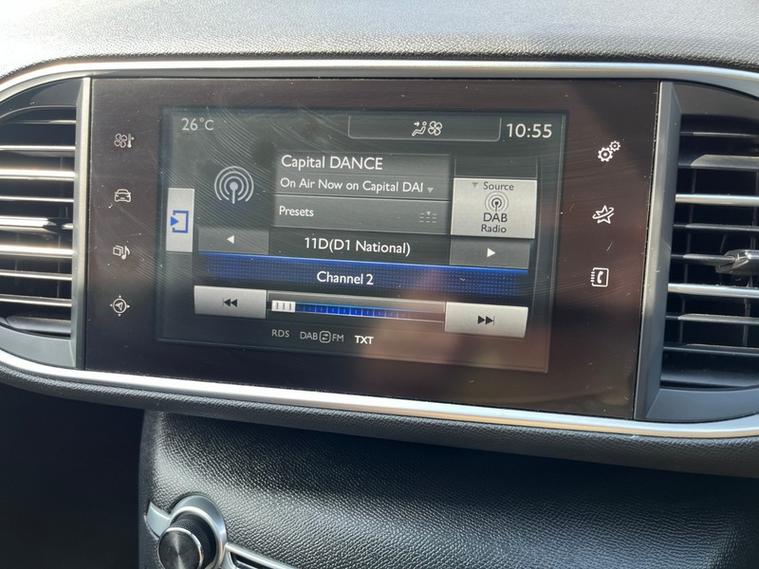 26°C
10:55
Capital DANCE
On Air Now on Capital DAI
Source
DAB
Radio
Presets
11D(D1 National)
Channel 2
RDS DAB FM TXT